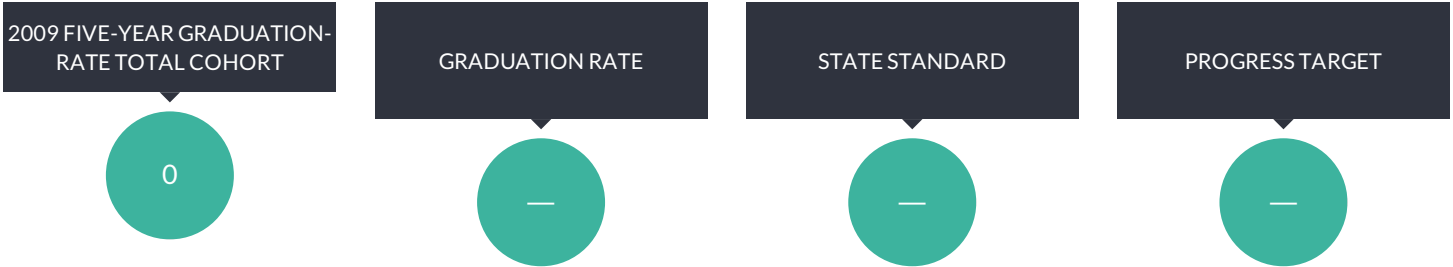 2009 FIVE-YEAR GRADUATION-
RATE TOTAL COHORT
0
GRADUATION RATE
—
STATE STANDARD
—
PROGRESS TARGET
—